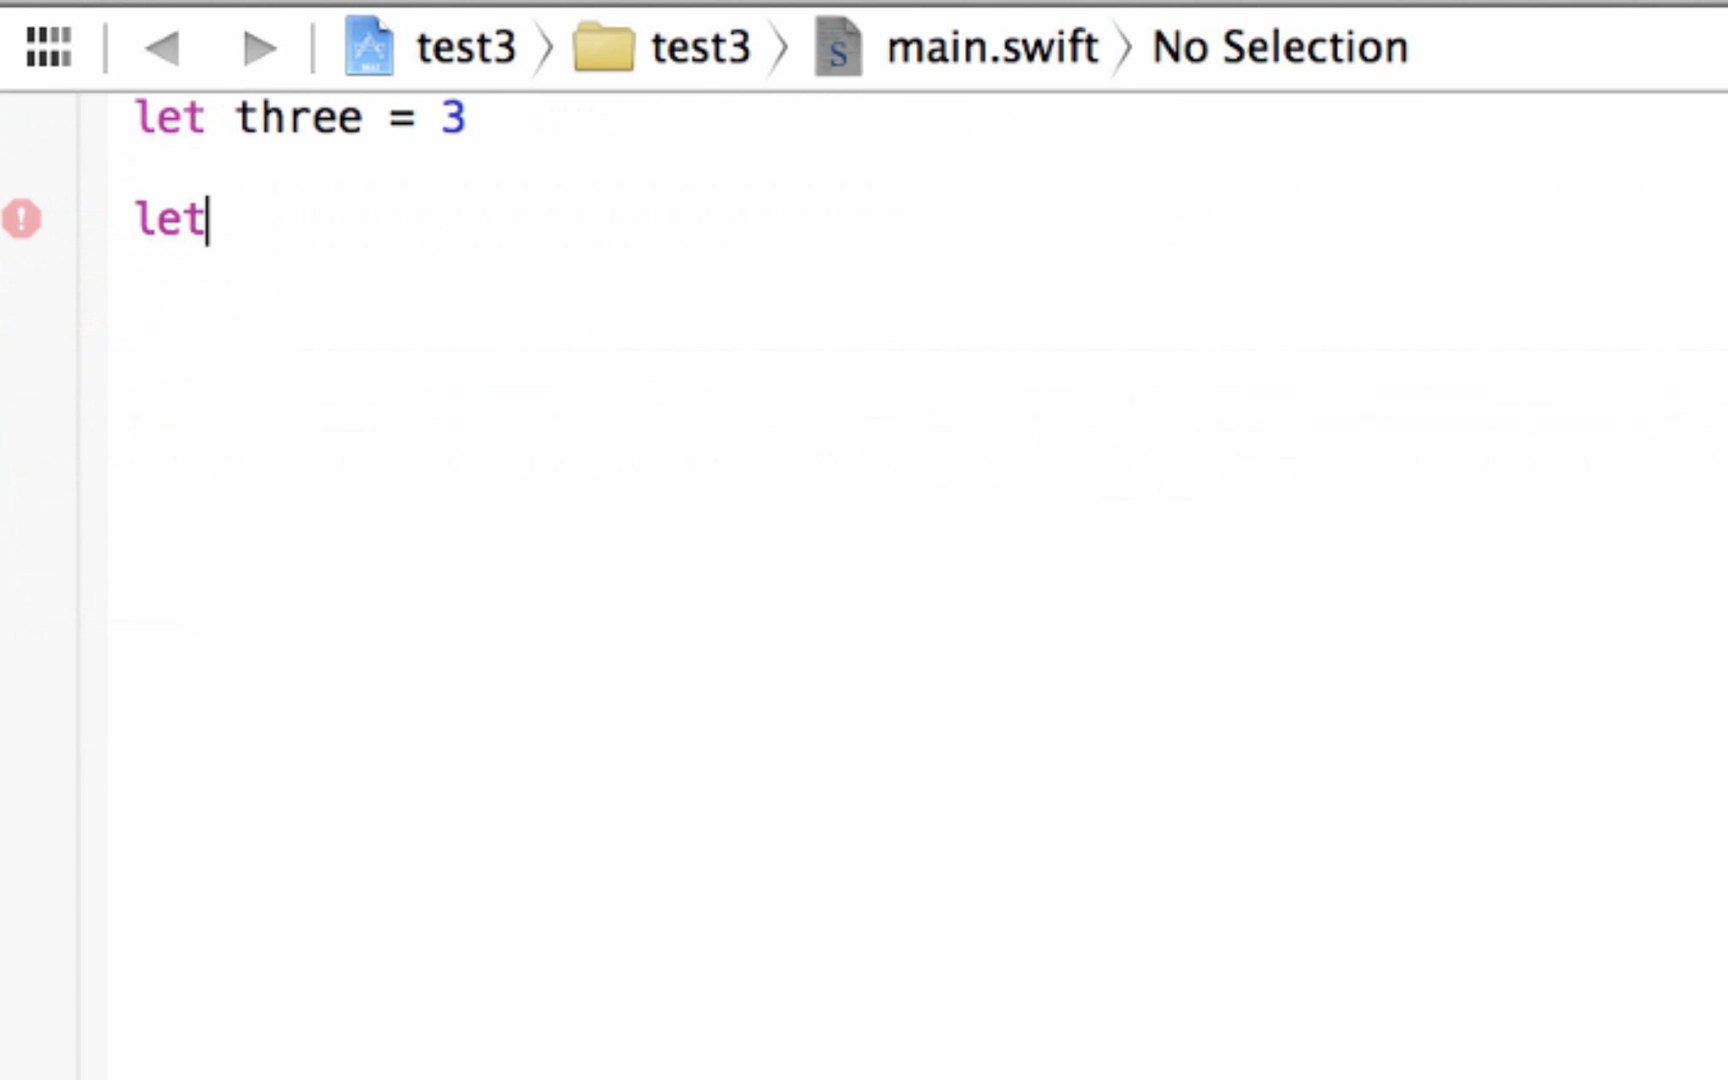 test3 test3 main.swift No Selection
let three = 3
let